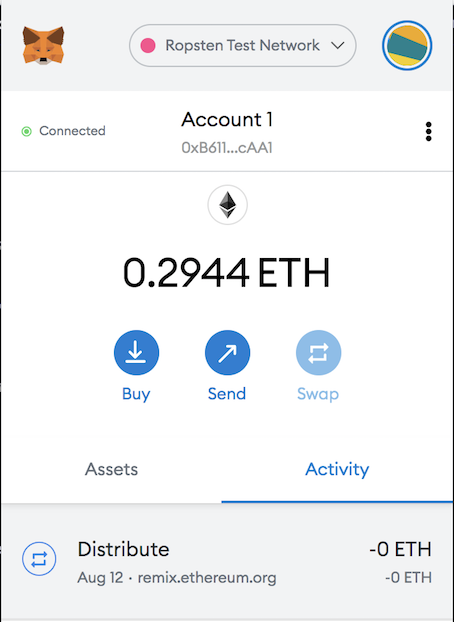 Ropsten Test Network
Connected
Account 1
0xB611...cAA1
0.2944 ETH
Buy
Send
Swap
Assets
Activity
Distribute
-0 ETH
Aug 12 · remix.ethereum.org
-0 ETH